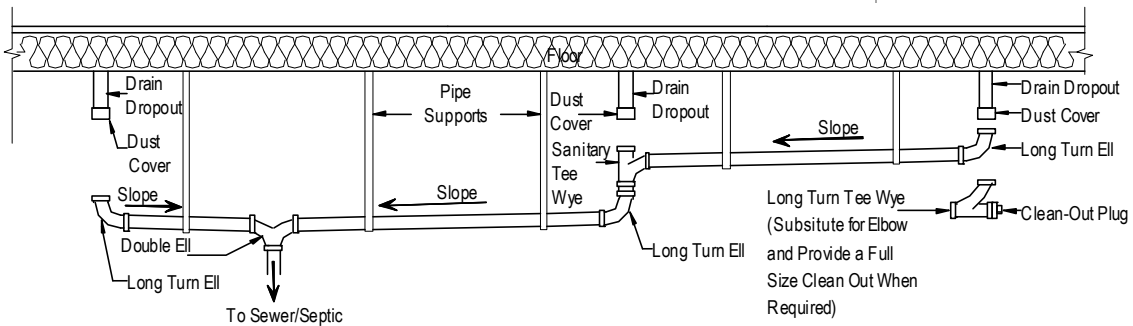 Floor
Drain
Dropout
Dust
Cover
Pipe
Supports
Dust
Cover
Sanitary
Tee
Wye
Drain
Dropout
Slope
Drain Dropout
Dust Cover
Long Turn Ell
Slope
Slope
Double Ell
Long Turn Ell
To Sewer/Septic
Long Turn Ell
Long Turn Tee Wye
(Subsitute for Elbow
and Provide a Full
Size Clean Out When
Required)
Clean-Out Plug